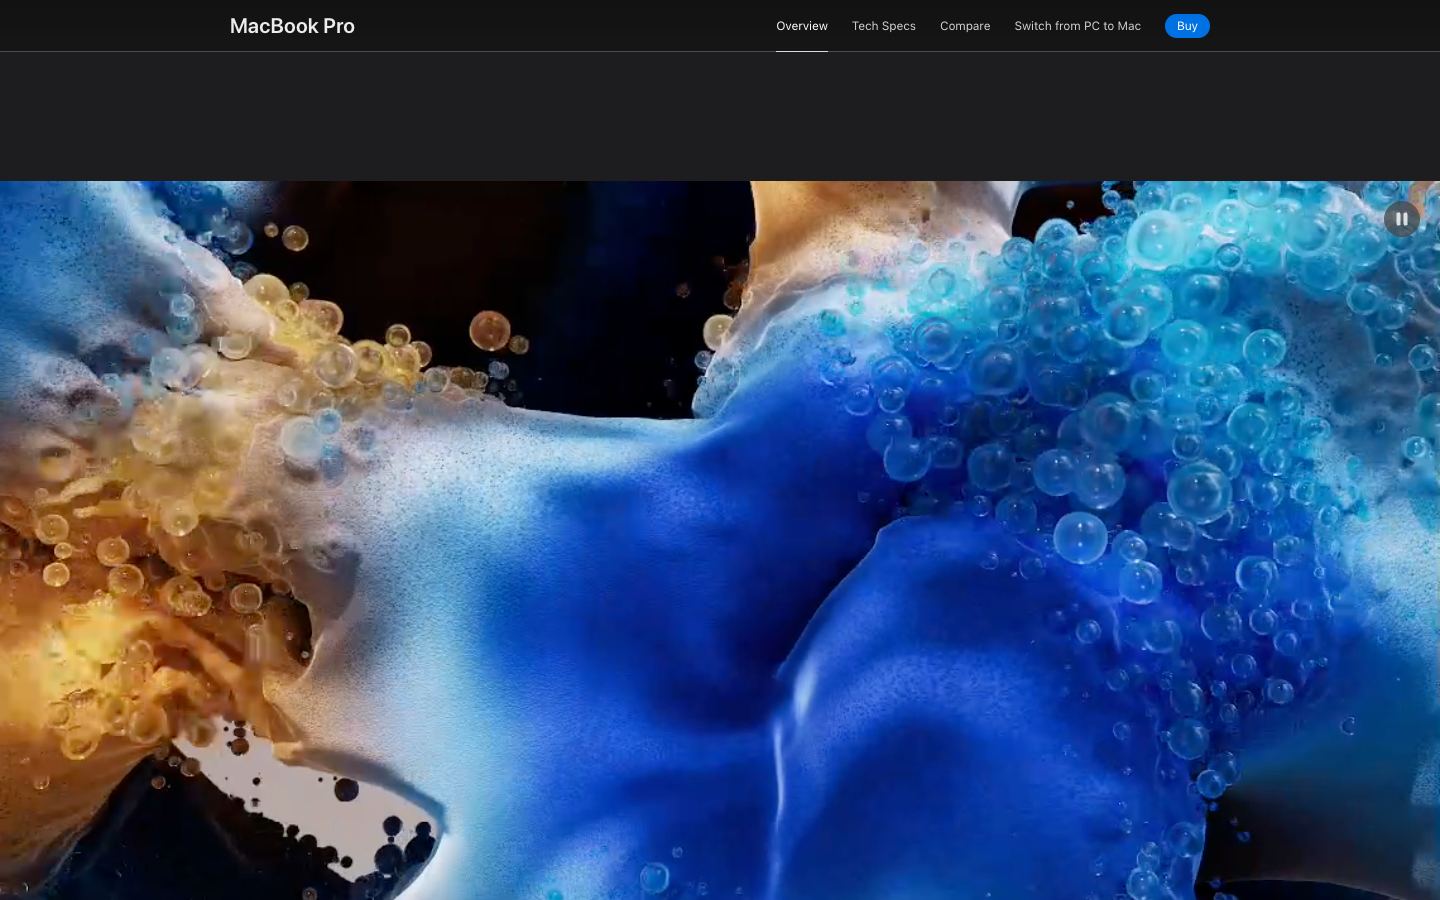 MacBook Pro
Overview
Tech Specs
Compare
Switch from PC to Mac
Buy